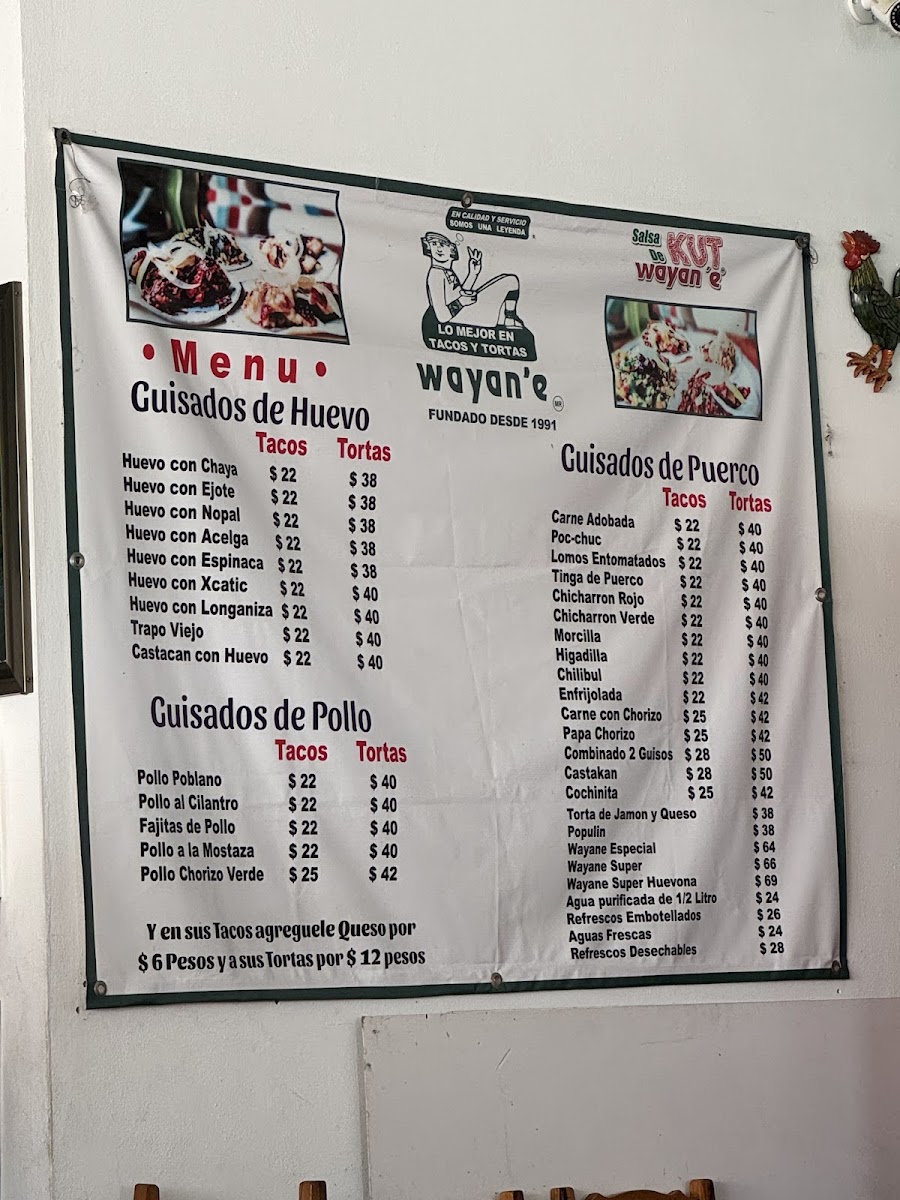 EN CALIDAD Y SERVICIO
SOMOS UNA LEYENDA
LO MEJOR EN
TACOS Y TORTAS
wayan'e
MR
FUNDADO DESDE 1991
Salsa
De KUT
wayan'e
• Menu •
Guisados de Huevo
Tacos Tortas
Huevo con Chaya $ 22 $ 38
Huevo con Ejote $ 22 $ 38
Huevo con Nopal $ 22 $ 38
Huevo con Acelga $ 22 $ 38
Huevo con Espinaca $ 22 $ 38
Huevo con Xcatic $ 22 $ 40
Huevo con Longaniza $ 22 $ 40
Trapo Viejo $ 22 $ 40
Castacan con Huevo $ 22 $ 40
Guisados de Pollo
Tacos Tortas
Pollo Poblano $ 22 $ 40
Pollo al Cilantro $ 22 $ 40
Fajitas de Pollo $ 22 $ 40
Pollo a la Mostaza $ 22 $ 40
Pollo Chorizo Verde $ 25 $ 42
Y en sus Tacos agreguele Queso por
$ 6 Pesos y a sus Tortas por $ 12 pesos
Guisados de Puerco
Tacos Tortas
Carne Adobada $ 22 $ 40
Poc-chuc $ 22 $ 40
Lomos Entomatados $ 22 $ 40
Tinga de Puerco $ 22 $ 40
Chicharron Rojo $ 22 $ 40
Chicharron Verde $ 22 $ 40
Morcilla $ 22 $ 40
Higadilla $ 22 $ 40
Chilibul $ 22 $ 40
Enfrijolada $ 22 $ 42
Carne con Chorizo $ 25 $ 42
Papa Chorizo $ 25 $ 42
Combinado 2 Guisos $ 28 $ 50
Castakan $ 28 $ 50
Cochinita $ 25 $ 42
Torta de Jamon y Queso $ 38
Populin $ 38
Wayane Especial $ 64
Wayane Super $ 66
Wayane Super Huevona $ 69
Agua purificada de 1/2 Litro $ 24
Refrescos Embotellados $ 26
Aguas Frescas $ 24
Refrescos Desechables $ 28